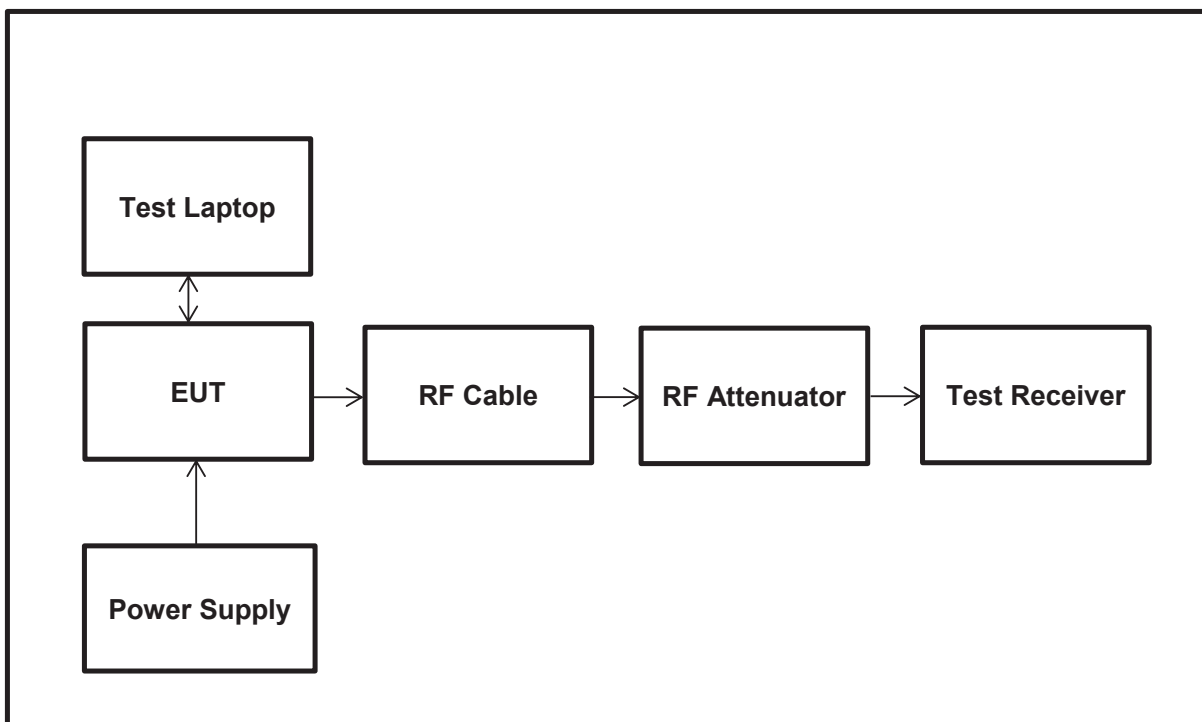 Test Laptop
EUT
RF Cable
RF Attenuator
Test Receiver
Power Supply